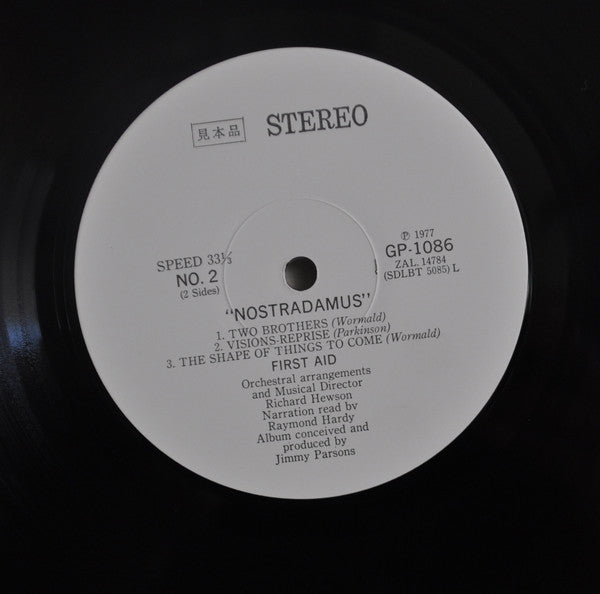 見本品 STEREO
℗ 1977
SPEED 33⅓ GP-1086
NO. 2 ZAL. 14784
(2 Sides) (SDLBT 5085) L
"NOSTRADAMUS"
1. TWO BROTHERS (Wormald)
2. VISIONS-REPRISE (Parkinson)
3. THE SHAPE OF THINGS TO COME (Wormald)
FIRST AID
Orchestral arrangements
and Musical Director
Richard Hewson
Narration read by
Raymond Hardy
Album conceived and
produced by
Jimmy Parsons